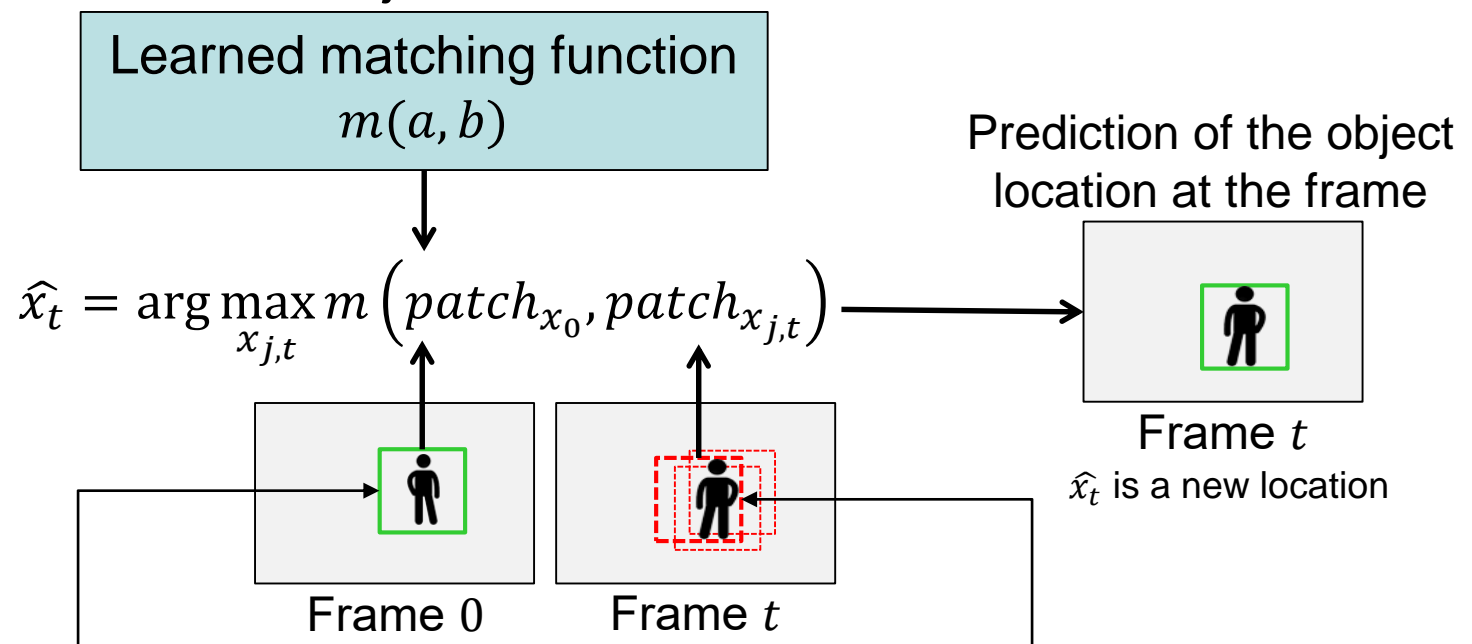 Learned matching function
m(a, b)
Prediction of the object
location at the frame
x̂_t = arg max_{x_{j,t}} m(patch_{x_0}, patch_{x_{j,t}})
Frame 0
Frame t
Frame t
x̂_t is a new location